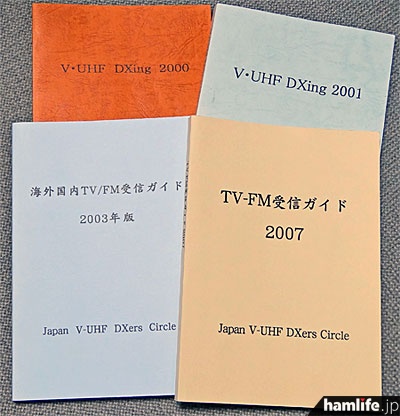 V・UHF DXing 2000
V・UHF DXing 2001
海外国内TV/FM受信ガイド
2003年版
Japan V-UHF DXers Circle
TV-FM受信ガイド
2007
Japan V-UHF DXers Circle
hamlife.jp